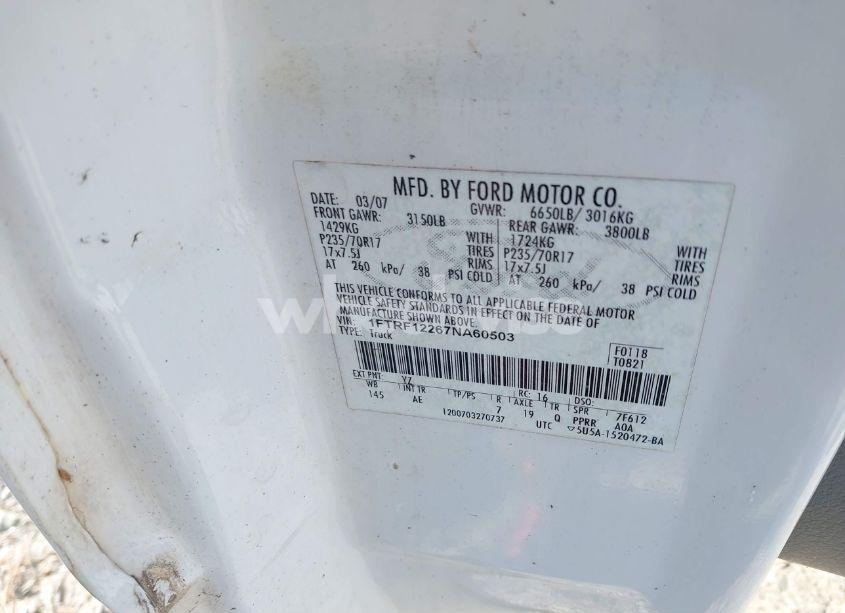 MFD. BY FORD MOTOR CO.
DATE: 03/07 GVWR: 6650LB/ 3016KG
FRONT GAWR: 3150LB REAR GAWR: 3800LB
1429KG WITH 1724KG WITH
P235/70R17 TIRES P235/70R17 TIRES
17x7.5J RIMS 17x7.5J RIMS
AT 260 kPa/ 38 PSI COLD AT 260 kPa/ 38 PSI COLD
THIS VEHICLE CONFORMS TO ALL APPLICABLE FEDERAL MOTOR
VEHICLE SAFETY STANDARDS IN EFFECT ON THE DATE OF
MANUFACTURE SHOWN ABOVE.
VIN: 1FTRF12267NA60503
TYPE: Truck
F0118
T0821
EXT PNT: YZ RC: 16 DSO:
WB INT TR TP/PS R AXLE TR SPR 7F612
145 AE 7 19 Q PPRR A0A
1200703270737 UTC 5U5A-1520472-BA